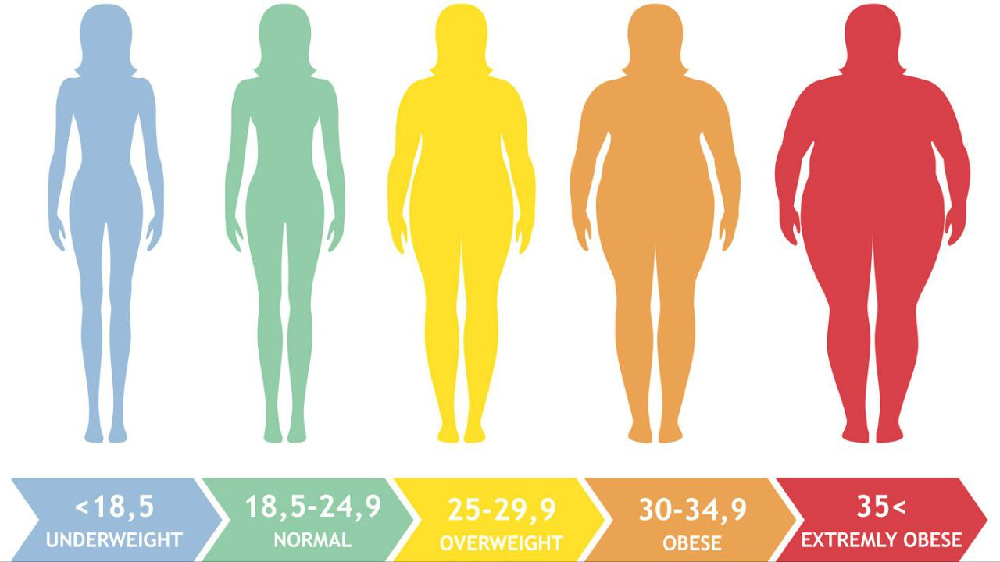 <18,5
UNDERWEIGHT
18,5-24,9
NORMAL
25-29,9
OVERWEIGHT
30-34,9
OBESE
35<
EXTREMLY OBESE